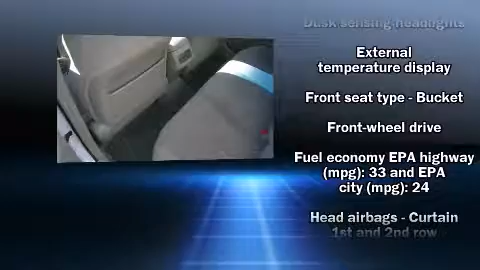 Dusk sensing headlights
External
temperature display
Front seat type - Bucket
Front-wheel drive
Fuel economy EPA highway
(mpg): 33 and EPA
city (mpg): 24
Head airbags - Curtain
1st and 2nd row